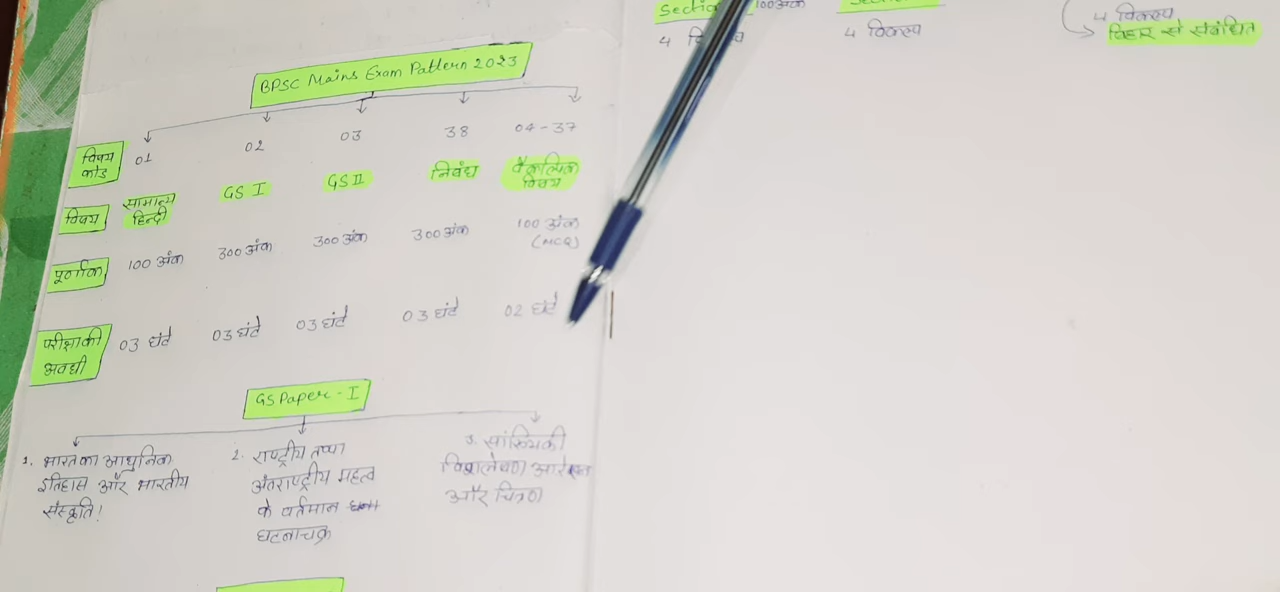 100 अंक
4 विकल्प
4 विकल्प
बिहार से संबंधित
BPSC Mains Exam Pattern 2023
विषय कोड 01 02 03 38 04-37
विषय सामान्य हिन्दी GS I GS II निबंध वैकल्पिक विषय
पूर्णांक 100 अंक 300 अंक 300 अंक 300 अंक 100 अंक (MCQ)
परीक्षा की अवधी 03 घंटे 03 घंटे 03 घंटे 03 घंटे 02 घंटे
GS Paper - I
1. भारत का आधुनिक
इतिहास और भारतीय
संस्कृति!
2. राष्ट्रीय तथा
अंतराष्ट्रीय महत्व
के वर्तमान
घटनाचक्र
3. सांख्यिकी
आरेखन
और चित्रण